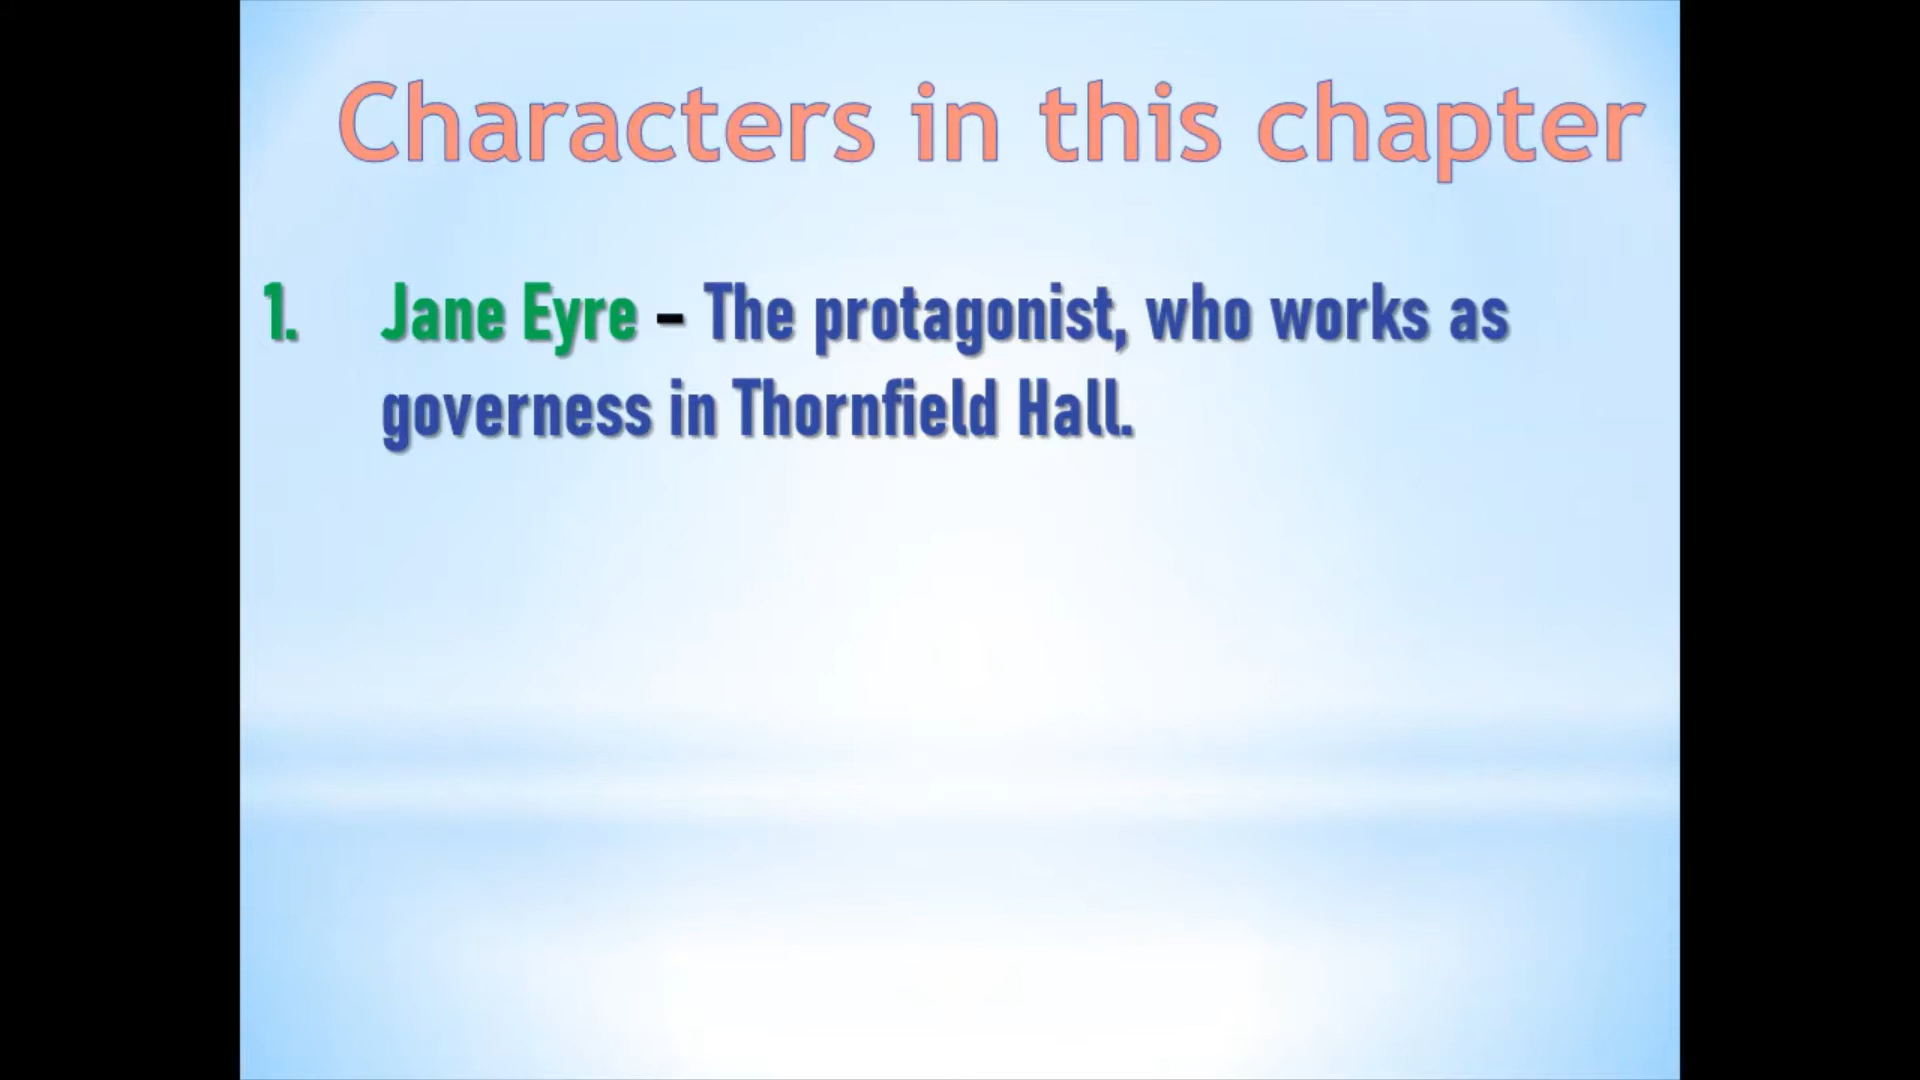 Characters in this chapter
1. Jane Eyre – The protagonist, who works as
governess in Thornfield Hall.